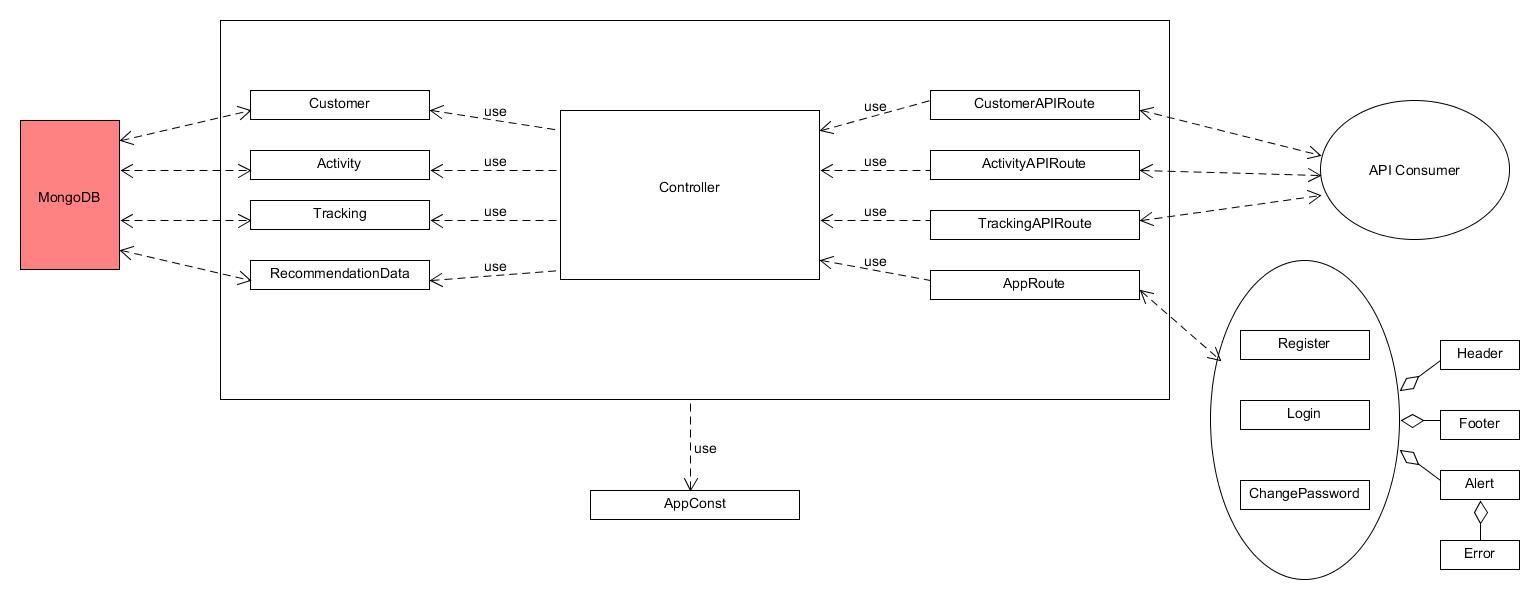 MongoDB
Customer
Activity
Tracking
RecommendationData
use
use
use
use
Controller
use
use
use
use
CustomerAPIRoute
ActivityAPIRoute
TrackingAPIRoute
AppRoute
API Consumer
use
AppConst
Register
Login
ChangePassword
Header
Footer
Alert
Error